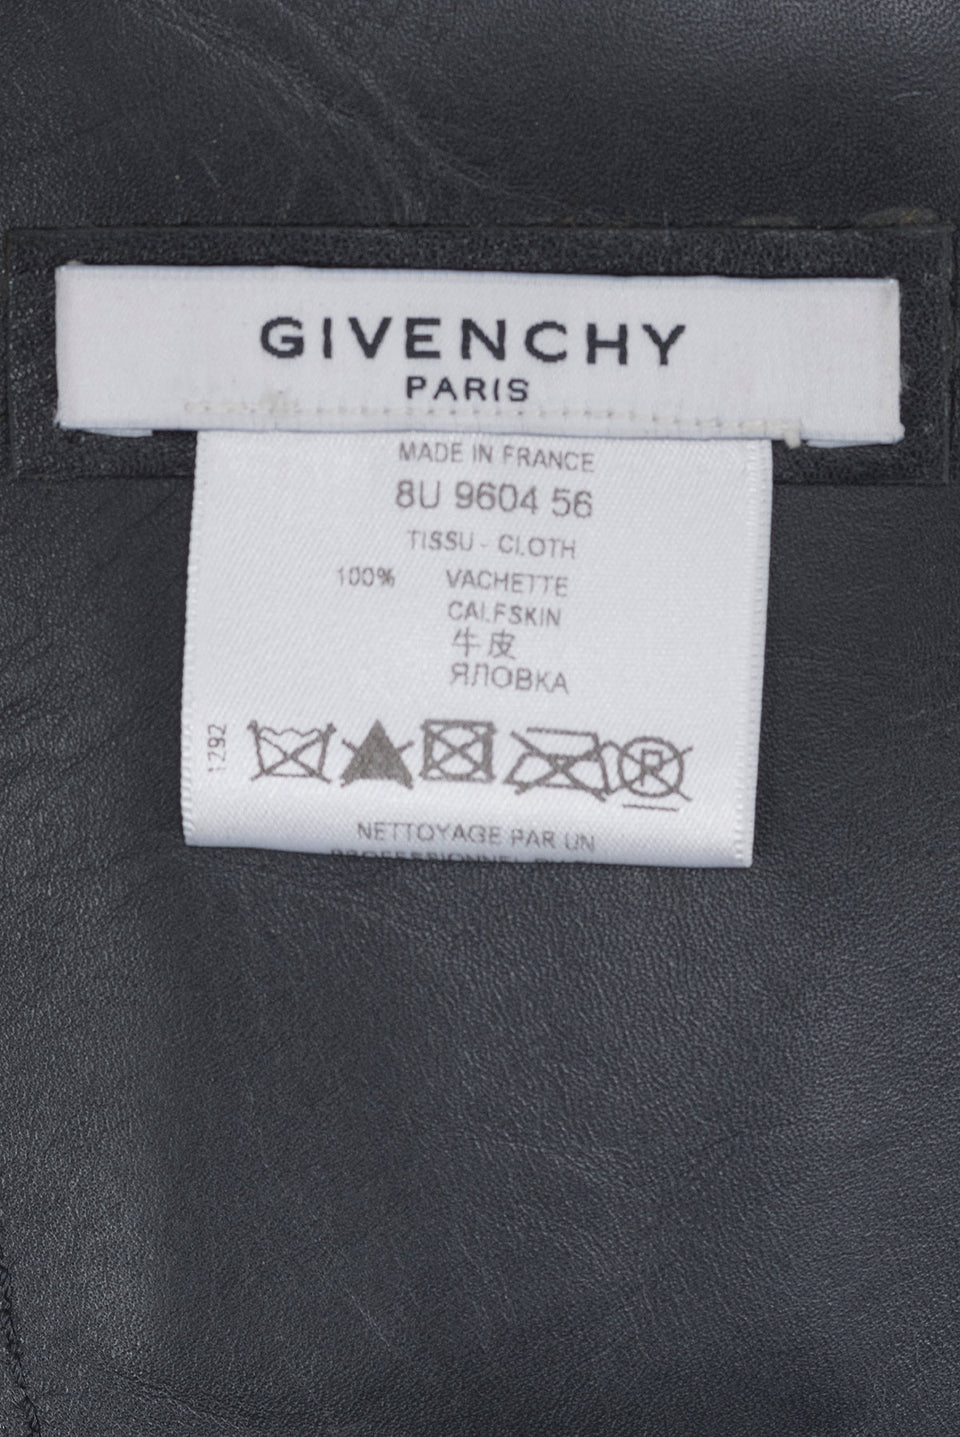 GIVENCHY
PARIS
MADE IN FRANCE
8U 9604 56
TISSU - CLOTH
100% VACHETTE
CALFSKIN
牛皮
ЯЛОВКА
1292
R
NETTOYAGE PAR UN
PROFESSIONNEL